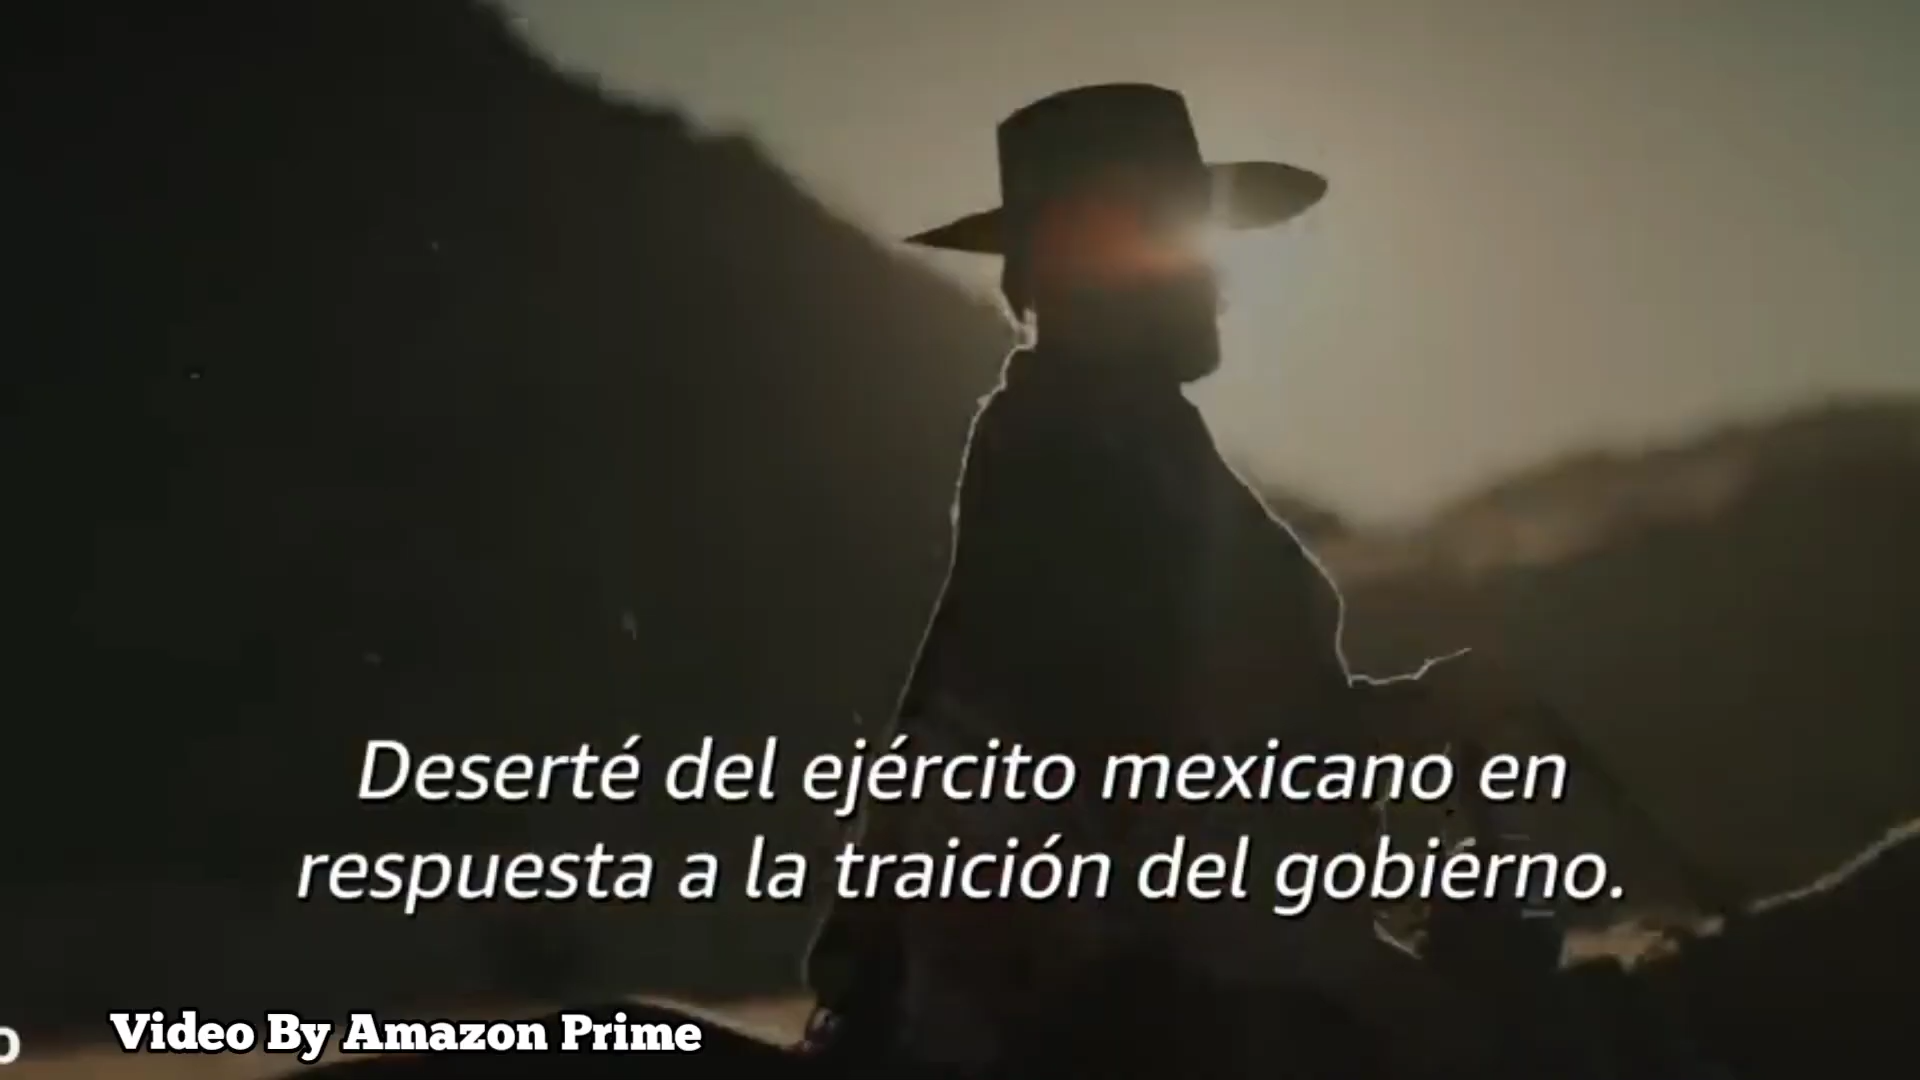 Deserté del ejército mexicano en
respuesta a la traición del gobierno.
o
Video By Amazon Prime